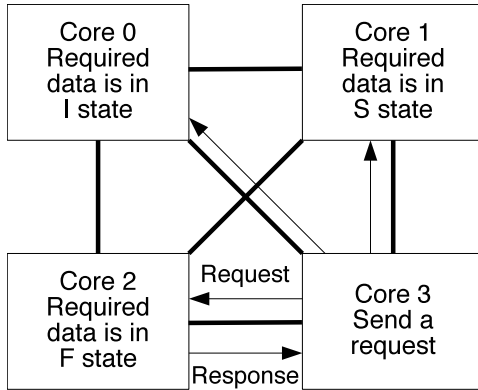 Core 0
Required
data is in
I state
Core 1
Required
data is in
S state
Core 2
Required
data is in
F state
Request
Response
Core 3
Send a
request